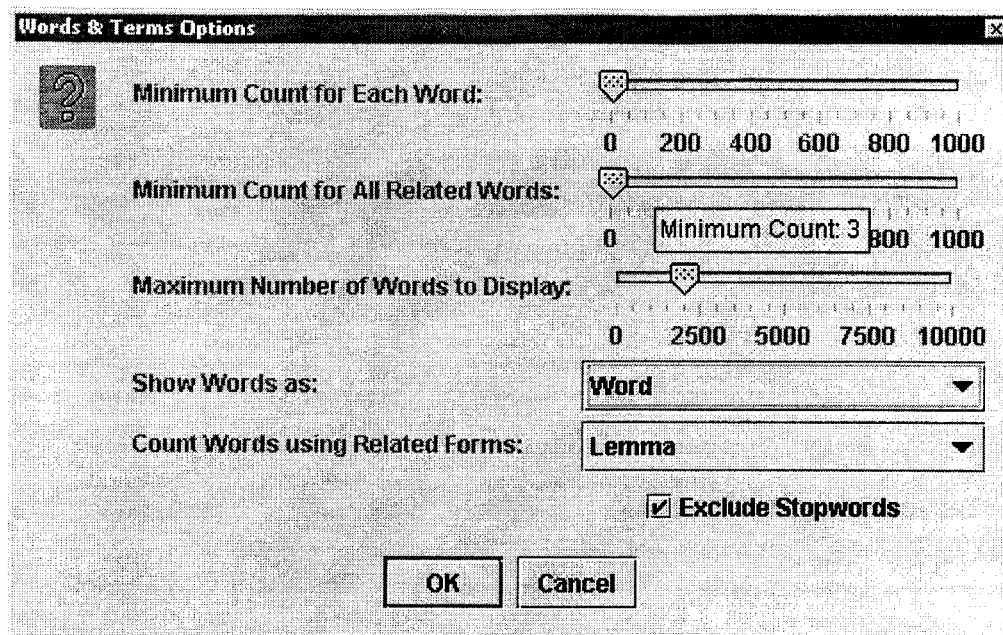 Words & Terms Options
Minimum Count for Each Word:
0 200 400 600 800 1000
Minimum Count for All Related Words:
0 Minimum Count: 3 800 1000
Maximum Number of Words to Display:
0 2500 5000 7500 10000
Show Words as: Word
Count Words using Related Forms: Lemma
Exclude Stopwords
OK Cancel